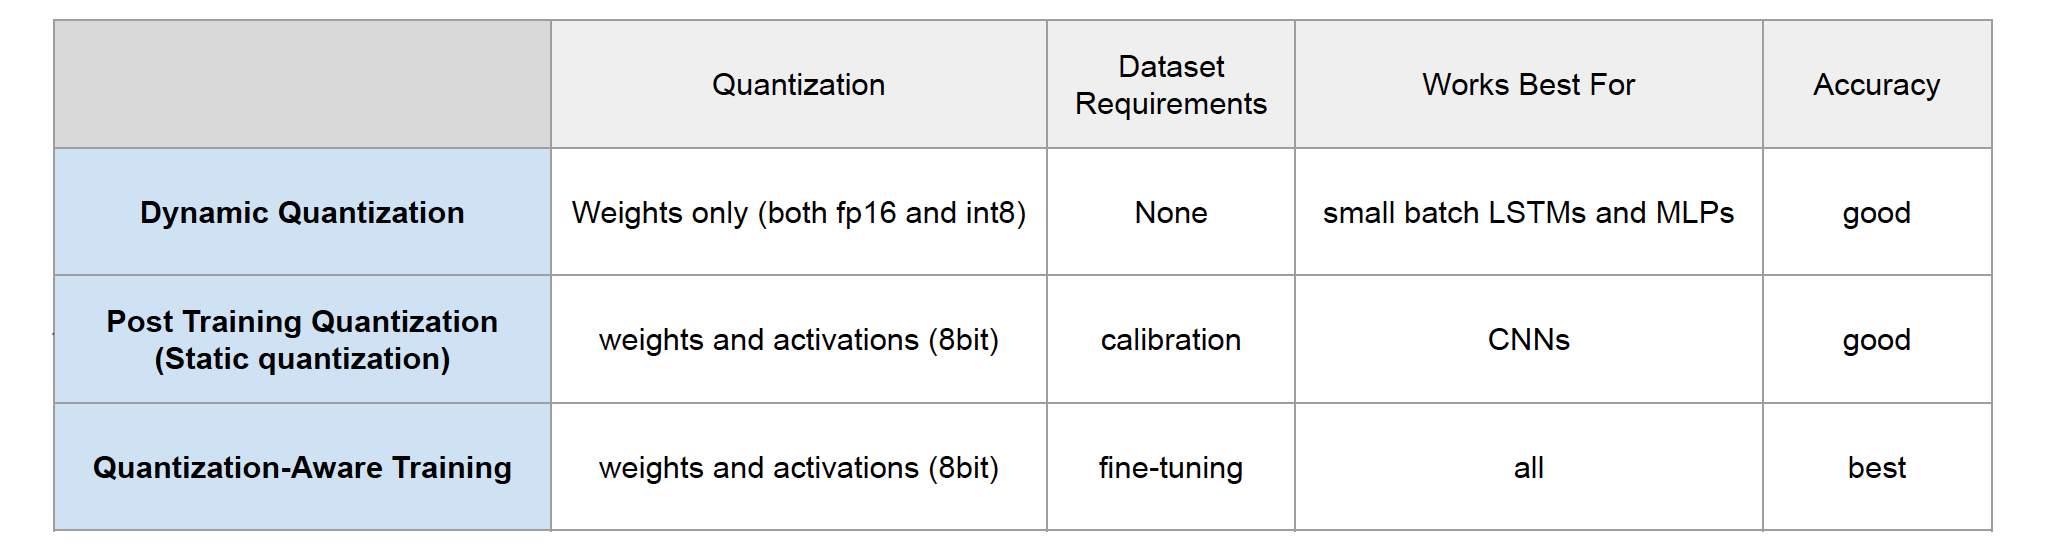 Quantization
Dataset
Requirements
Works Best For
Accuracy
Dynamic Quantization
Weights only (both fp16 and int8)
None
small batch LSTMs and MLPs
good
Post Training Quantization
(Static quantization)
weights and activations (8bit)
calibration
CNNs
good
Quantization-Aware Training
weights and activations (8bit)
fine-tuning
all
best